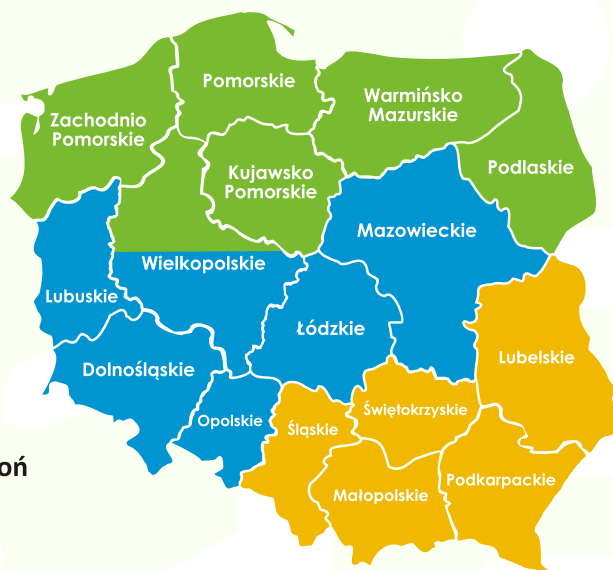 Pomorskie
Warmińsko
Mazurskie
Zachodnio
Pomorskie
Podlaskie
Kujawsko
Pomorskie
Mazowieckie
Wielkopolskie
Lubuskie
Łódzkie
Lubelskie
Dolnośląskie
Opolskie
Śląskie
Świętokrzyskie
oń
Małopolskie
Podkarpackie